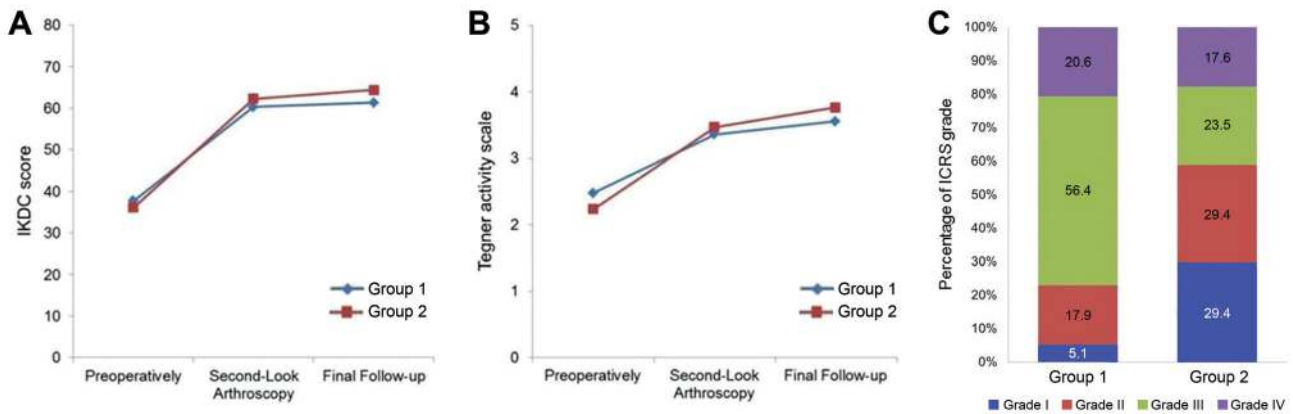 A
80
70
60
50
40
30
20
10
0
IKDC score
Preoperatively
Second-Look
Arthroscopy
Final Follow-up
Group 1
Group 2
B
5
4
3
2
1
0
Tegner activity scale
Preoperatively
Second-Look
Arthroscopy
Final Follow-up
Group 1
Group 2
C
100%
90%
80%
70%
60%
50%
40%
30%
20%
10%
0%
Percentage of ICRS grade
20.6
56.4
17.9
5.1
17.6
23.5
29.4
29.4
Group 1
Group 2
Grade I
Grade II
Grade III
Grade IV